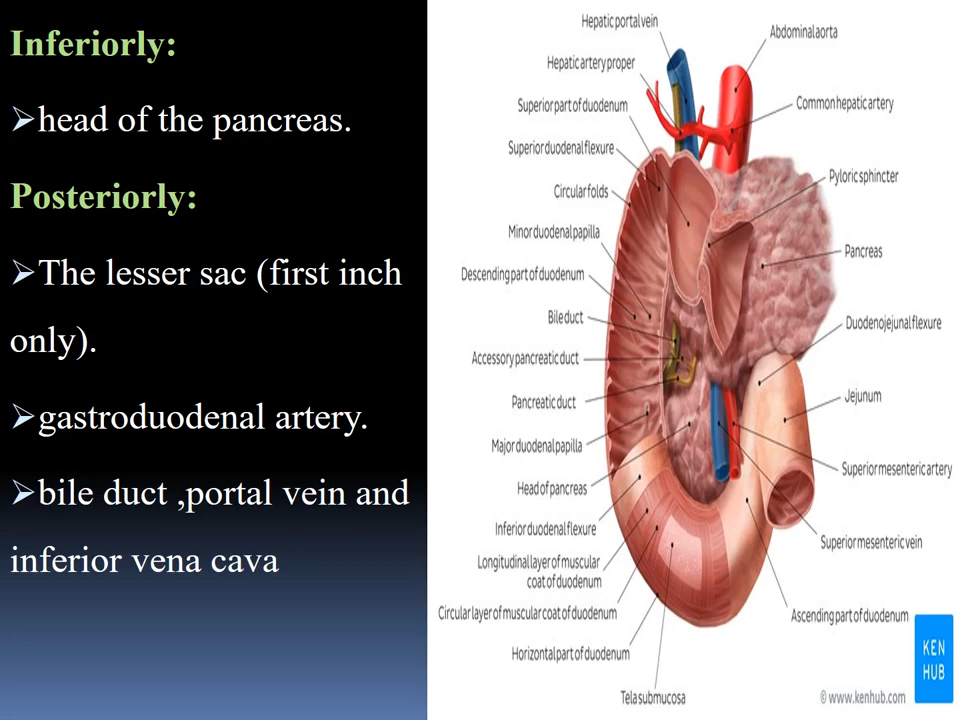 Inferiorly:
➢head of the pancreas.
Posteriorly:
➢The lesser sac (first inch
only).
➢gastroduodenal artery.
➢bile duct ,portal vein and
inferior vena cava
Hepatic portal vein
Hepatic artery proper
Superior part of duodenum
Superior duodenal flexure
Circular folds
Minor duodenal papilla
Descending part of duodenum
Bile duct
Accessory pancreatic duct
Pancreatic duct
Major duodenal papilla
Head of pancreas
Inferior duodenal flexure
Longitudinal layer of muscular
coat of duodenum
Circular layer of muscular coat of duodenum
Horizontal part of duodenum
Tela submucosa
Abdominal aorta
Common hepatic artery
Pyloric sphincter
Pancreas
Duodenojejunal flexure
Jejunum
Superior mesenteric artery
Superior mesenteric vein
Ascending part of duodenum
KEN
HUB
© www.kenhub.com